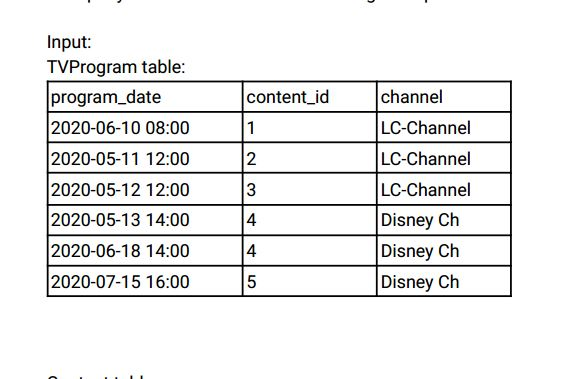 Input:
TVProgram table:
program_date content_id channel
2020-06-10 08:00 1 LC-Channel
2020-05-11 12:00 2 LC-Channel
2020-05-12 12:00 3 LC-Channel
2020-05-13 14:00 4 Disney Ch
2020-06-18 14:00 4 Disney Ch
2020-07-15 16:00 5 Disney Ch